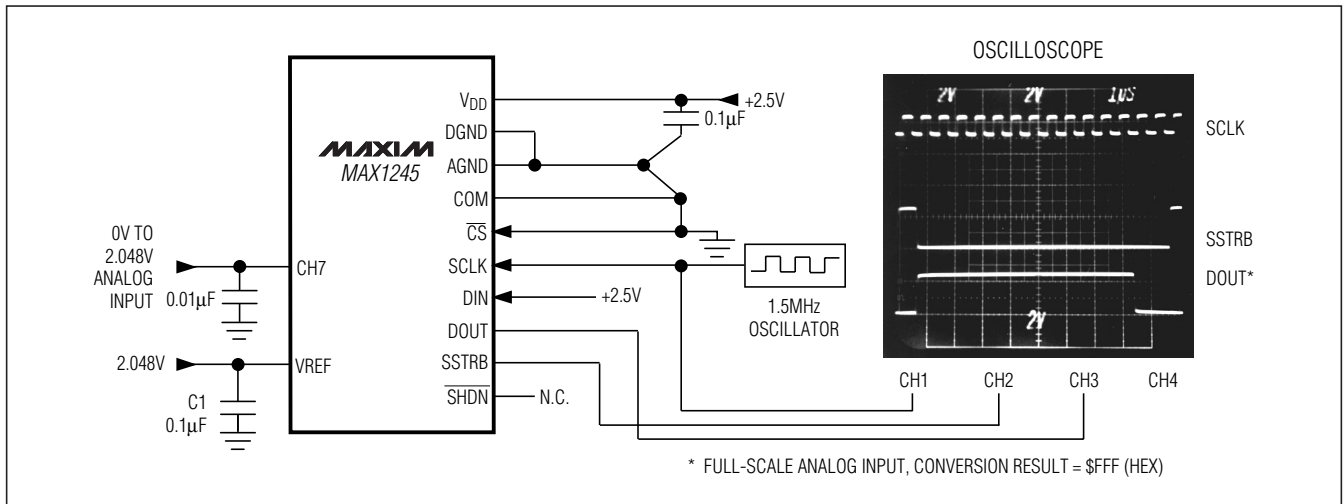 OSCILLOSCOPE
2V 2V 1µS
SCLK
SSTRB
DOUT*
2V
CH1 CH2 CH3 CH4
MAXIM
MAX1245
VDD
DGND
AGND
COM
CS
SCLK
DIN
DOUT
SSTRB
SHDN
CH7
VREF
+2.5V
0.1µF
0V TO
2.048V
ANALOG
INPUT
0.01µF
2.048V
C1
0.1µF
+2.5V
1.5MHz
OSCILLATOR
N.C.
* FULL-SCALE ANALOG INPUT, CONVERSION RESULT = $FFF (HEX)